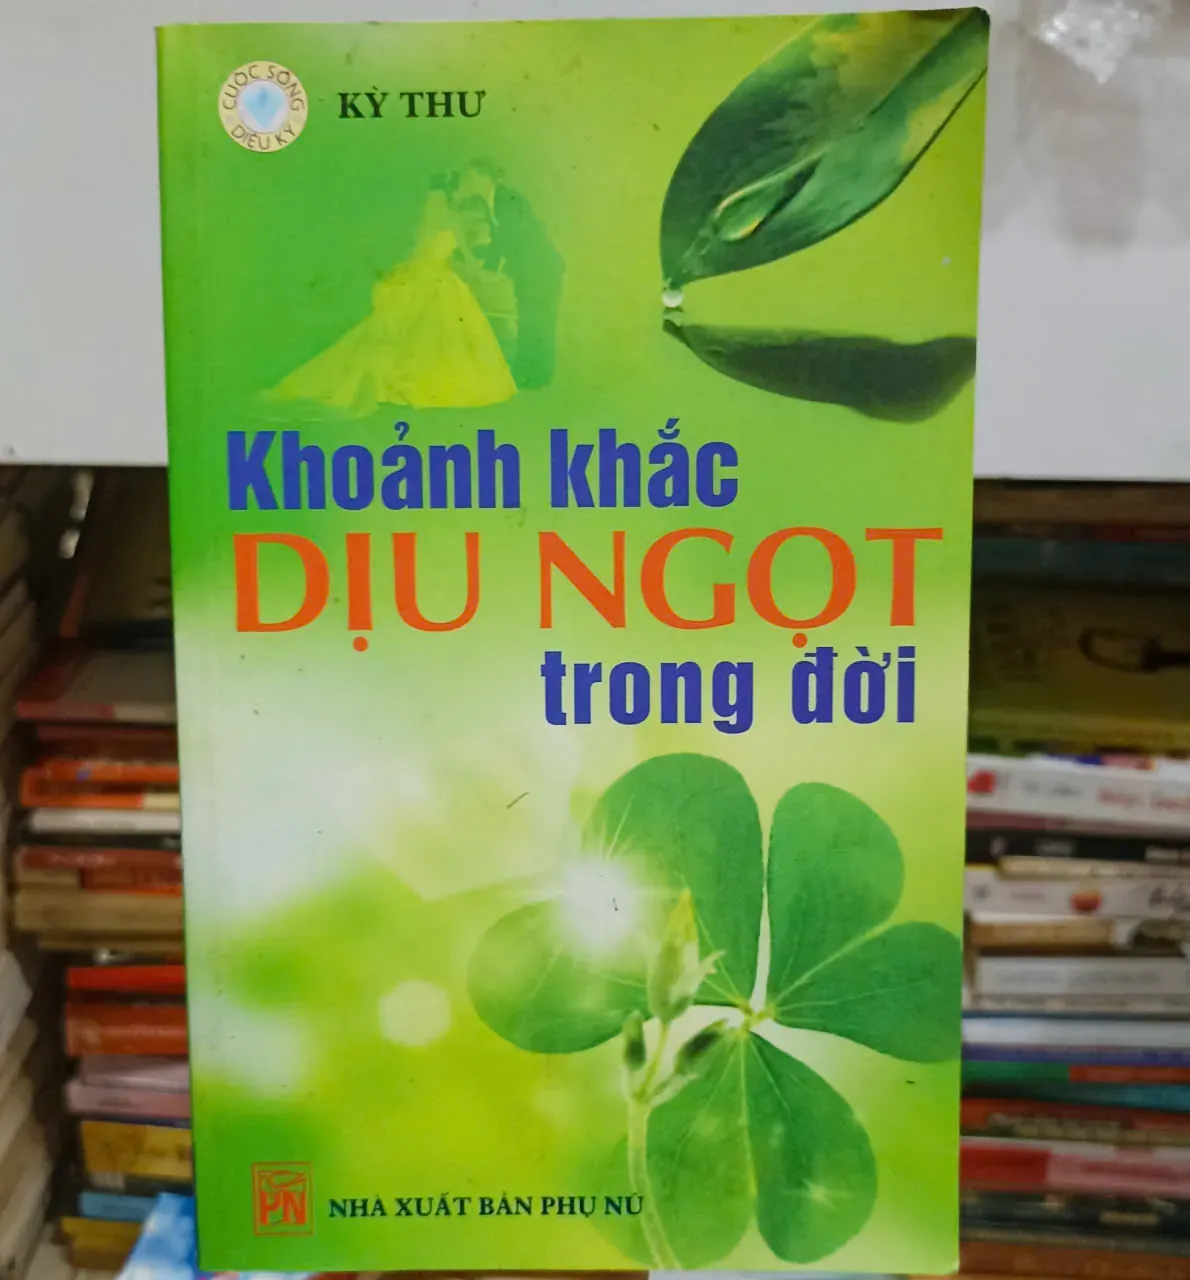 CUỘC SỐNG
DIỆU KỲ
KỲ THƯ
Khoảnh khắc
DỊU NGỌT
trong đời
PN
NHÀ XUẤT BẢN PHỤ NỮ